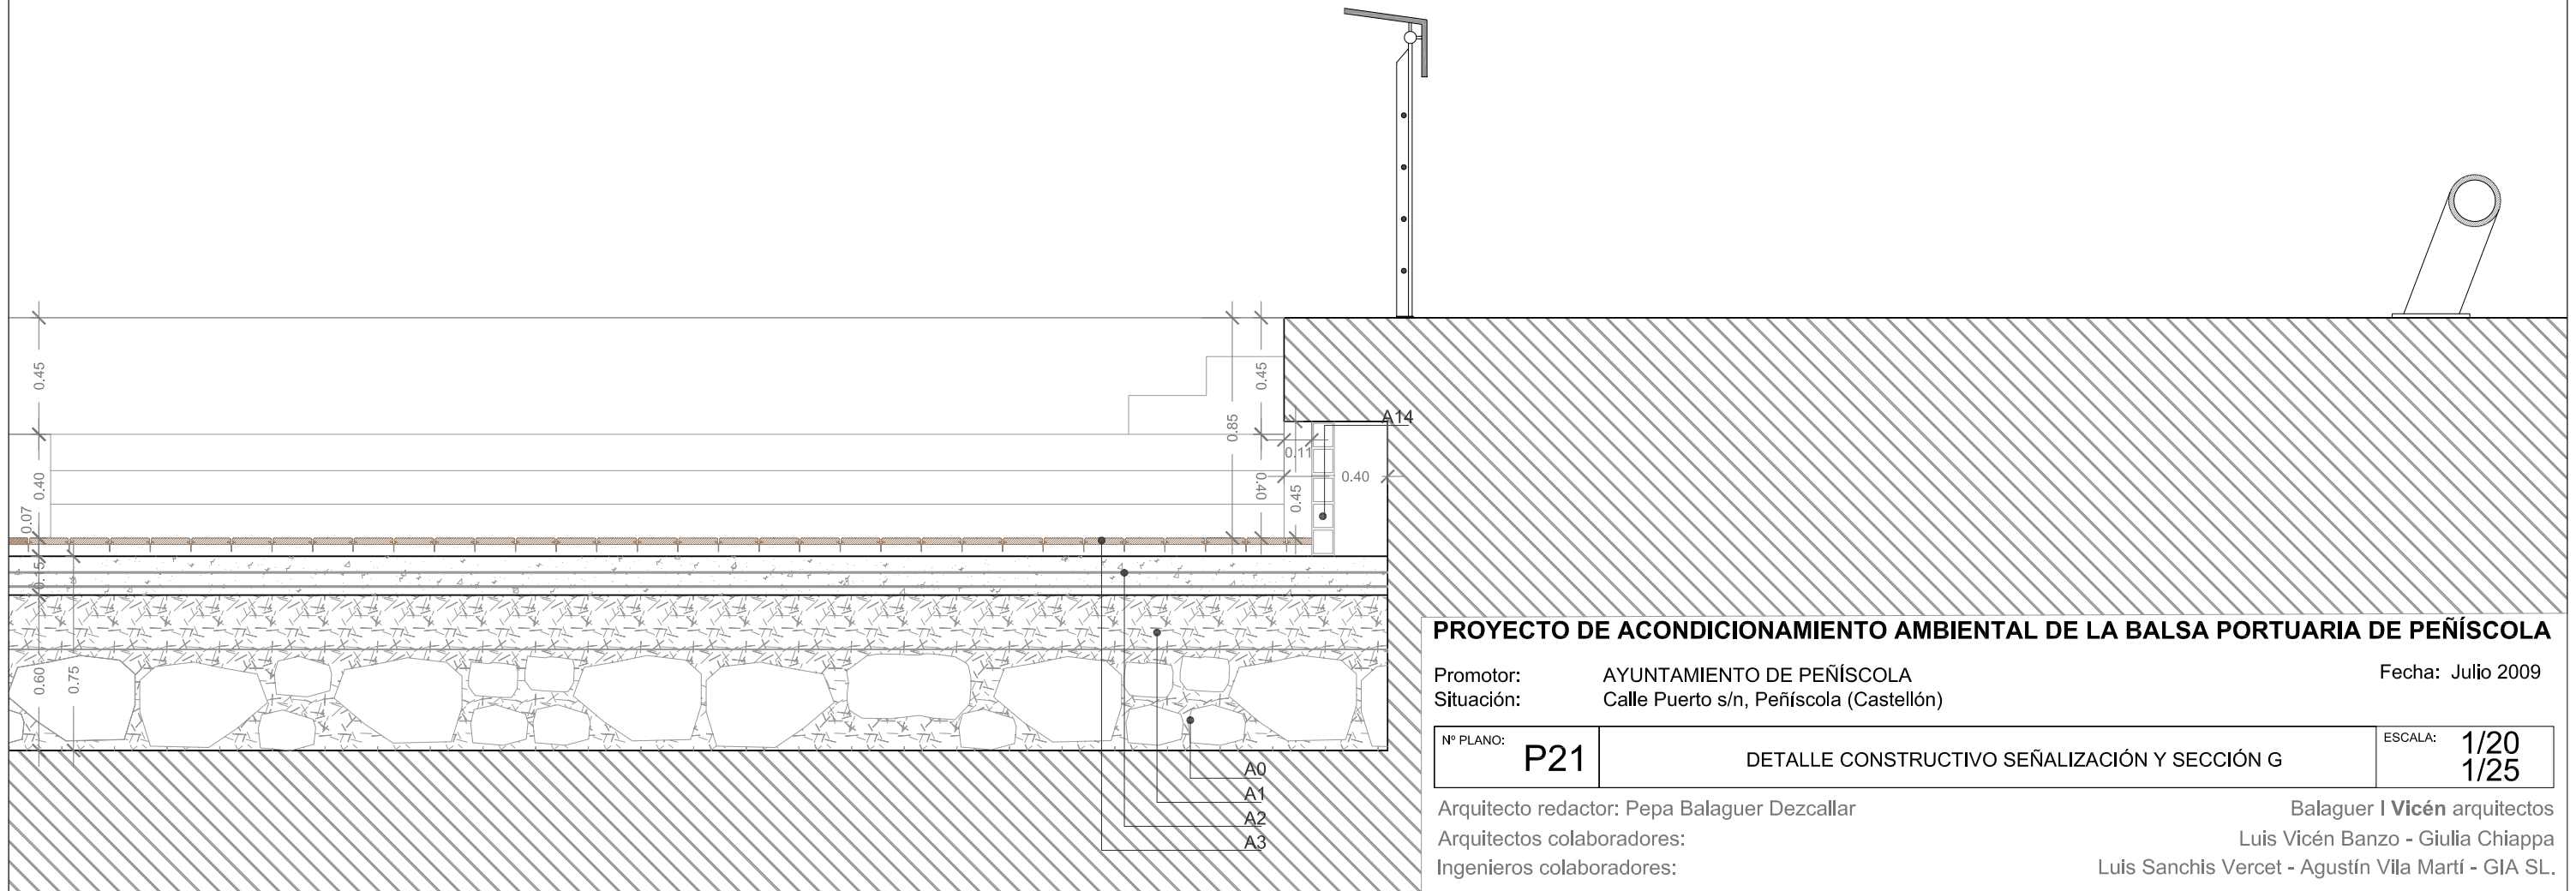 0.45
0.45
0.85
A14
0.11
0.40
0.40
0.40
0.45
0.07
0.15
0.60
0.75
A0
A1
A2
A3
PROYECTO DE ACONDICIONAMIENTO AMBIENTAL DE LA BALSA PORTUARIA DE PEÑÍSCOLA
Promotor: AYUNTAMIENTO DE PEÑÍSCOLA Fecha: Julio 2009
Situación: Calle Puerto s/n, Peñíscola (Castellón)
Nº PLANO: P21 DETALLE CONSTRUCTIVO SEÑALIZACIÓN Y SECCIÓN G ESCALA: 1/20
1/25
Arquitecto redactor: Pepa Balaguer Dezcallar Balaguer | Vicén arquitectos
Arquitectos colaboradores: Luis Vicén Banzo - Giulia Chiappa
Ingenieros colaboradores: Luis Sanchis Vercet - Agustín Vila Martí - GIA SL.